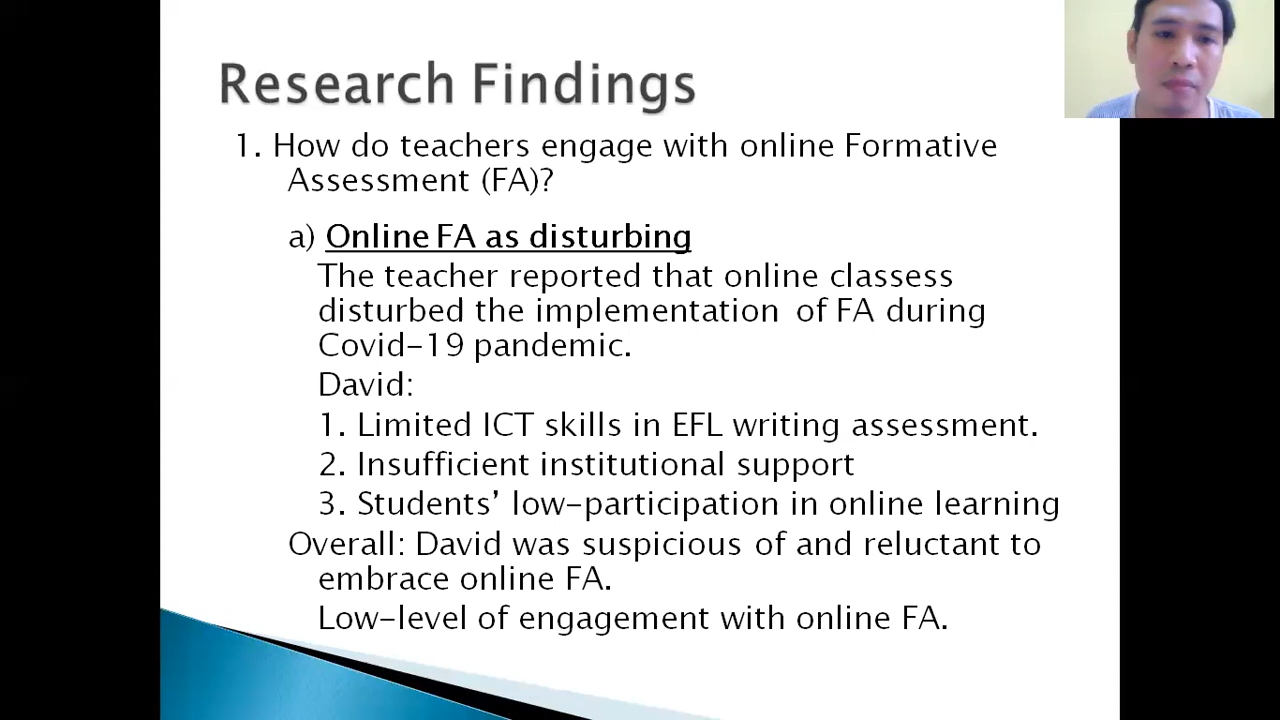 Research Findings
1. How do teachers engage with online Formative
Assessment (FA)?
a) Online FA as disturbing
The teacher reported that online classess
disturbed the implementation of FA during
Covid-19 pandemic.
David:
1. Limited ICT skills in EFL writing assessment.
2. Insufficient institutional support
3. Students’ low-participation in online learning
Overall: David was suspicious of and reluctant to
embrace online FA.
Low-level of engagement with online FA.